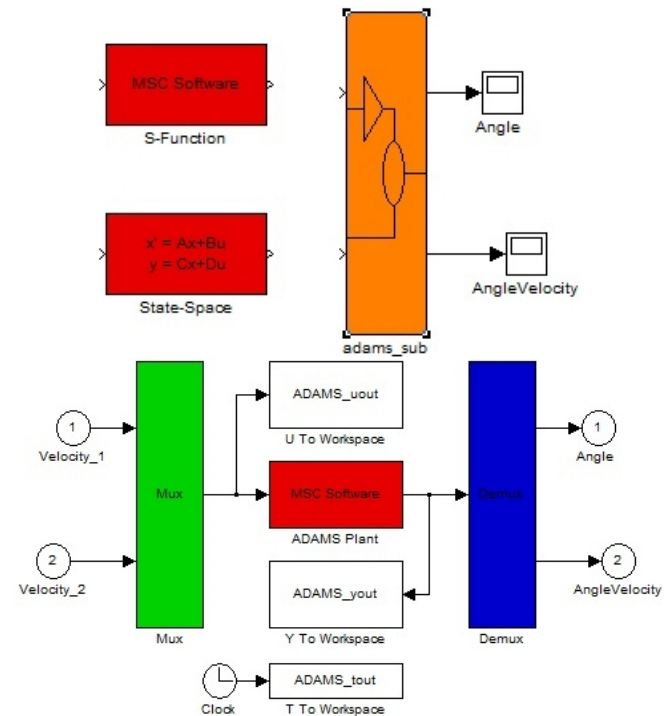 MSC Software
S-Function
Angle
x' = Ax+Bu
y = Cx+Du
State-Space
AngleVelocity
adams_sub
1
Velocity_1
2
Velocity_2
Mux
Mux
ADAMS_uout
U To Workspace
MSC Software
ADAMS Plant
ADAMS_yout
Y To Workspace
Demux
Demux
1
Angle
2
AngleVelocity
Clock
ADAMS_tout
T To Workspace